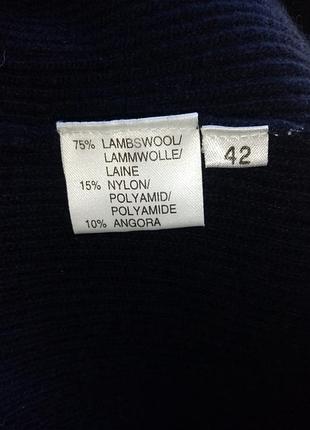 75% LAMBSWOOL/
LAMMWOLLE/
LAINE
15% NYLON/
POLYAMID/
POLYAMIDE
10% ANGORA
42